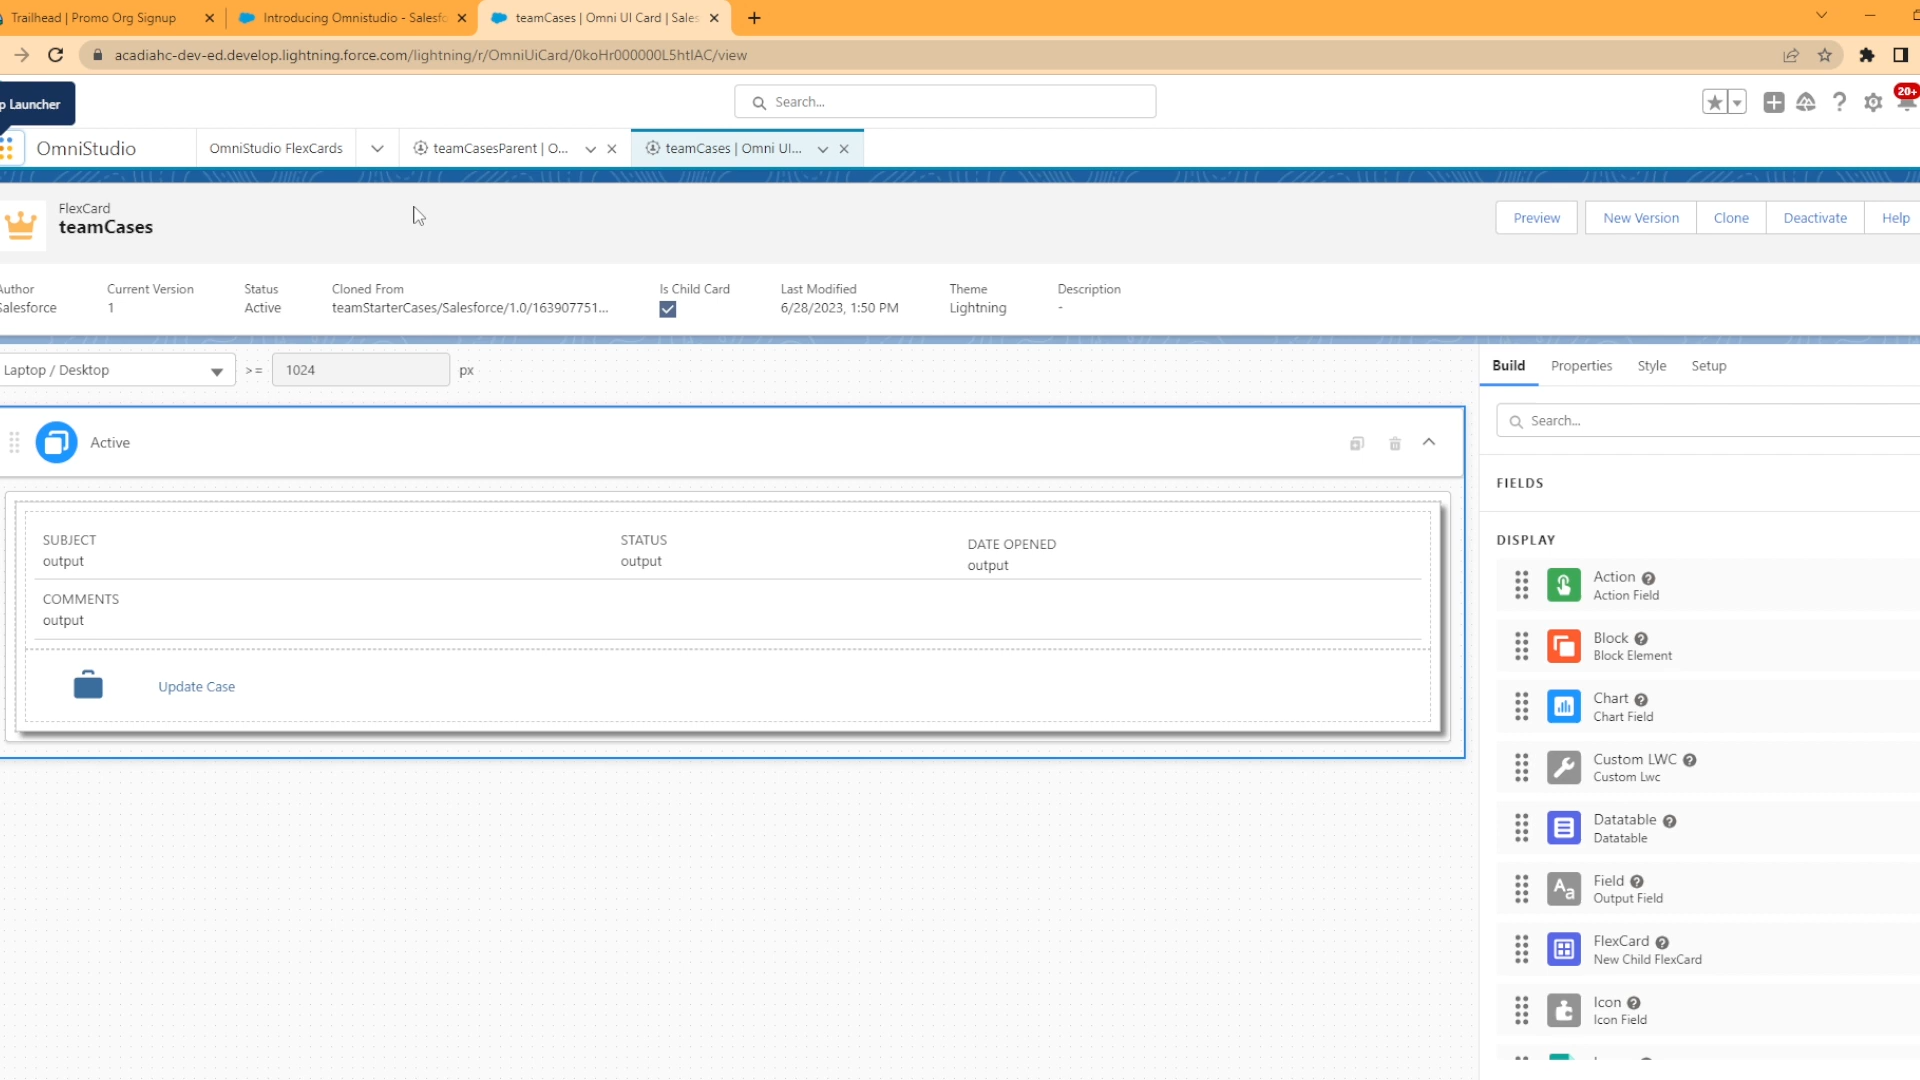 Trailhead | Promo Org Signup
Introducing Omnistudio - Salesfo
teamCases | Omni UI Card | Sales
acadiahc-dev-ed.develop.lightning.force.com/lightning/r/OmniUiCard/0koHr000000L5htIAC/view
p Launcher
Search...
20+
OmniStudio
OmniStudio FlexCards
teamCasesParent | O...
teamCases | Omni UI...
FlexCard
teamCases
Preview
New Version
Clone
Deactivate
Help
Author
Current Version
Status
Cloned From
Is Child Card
Last Modified
Theme
Description
Salesforce
1
Active
teamStarterCases/Salesforce/1.0/163907751...
6/28/2023, 1:50 PM
Lightning
-
Laptop / Desktop
>=
1024
px
Build
Properties
Style
Setup
Active
Search...
FIELDS
SUBJECT
output
STATUS
output
DATE OPENED
output
COMMENTS
output
Update Case
DISPLAY
Action
Action Field
Block
Block Element
Chart
Chart Field
Custom LWC
Custom Lwc
Datatable
Datatable
Field
Output Field
FlexCard
New Child FlexCard
Icon
Icon Field